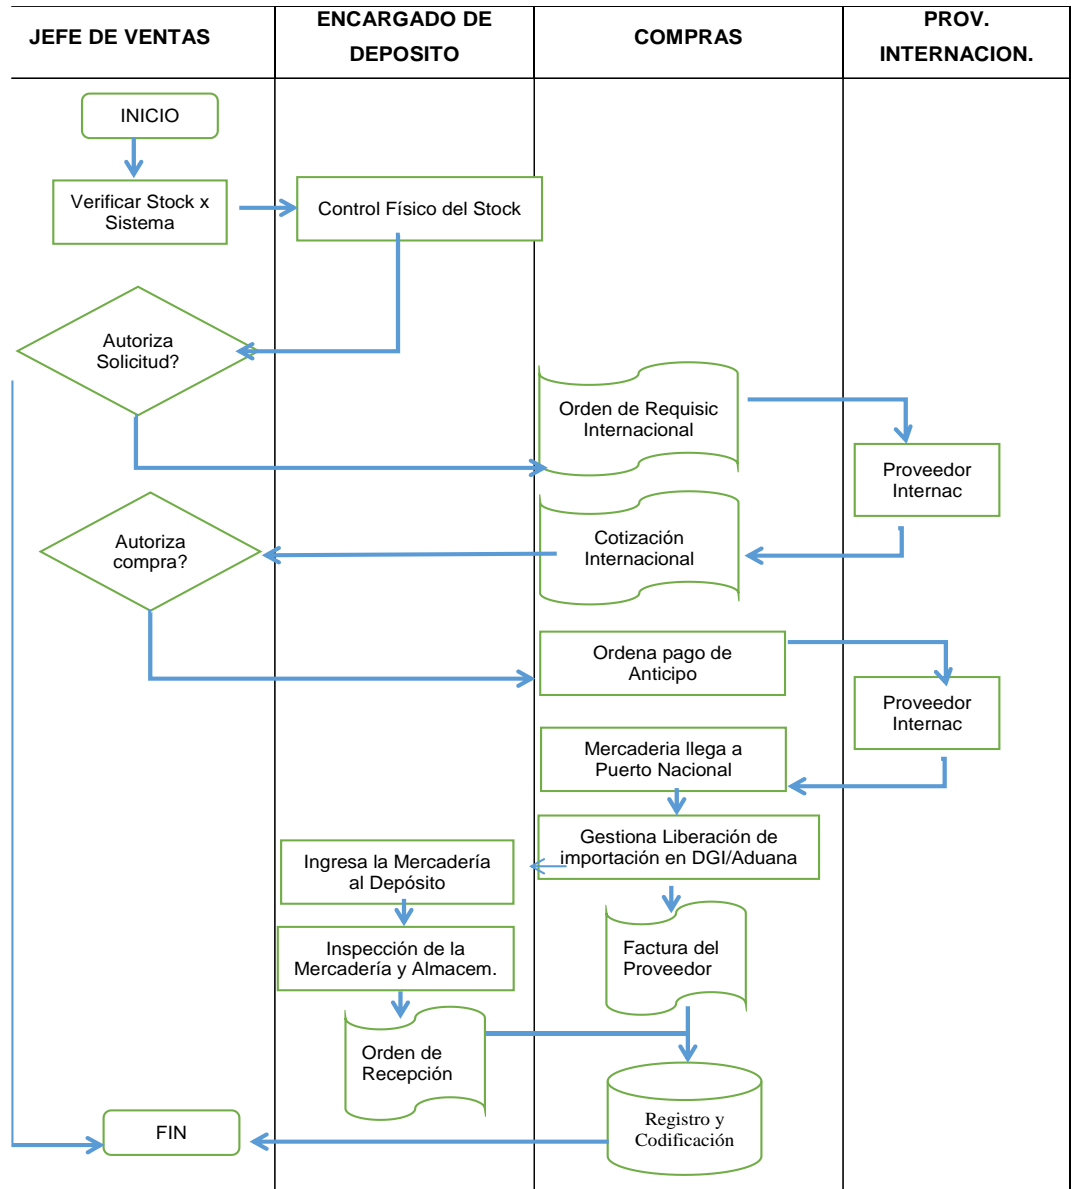 JEFE DE VENTAS
ENCARGADO DE
DEPOSITO
COMPRAS
PROV.
INTERNACION.
INICIO
Verificar Stock x
Sistema
Control Físico del Stock
Autoriza
Solicitud?
Orden de Requisic
Internacional
Proveedor
Internac
Cotización
Internacional
Autoriza
compra?
Ordena pago de
Anticipo
Proveedor
Internac
Mercaderia llega a
Puerto Nacional
Gestiona Liberación de
importación en DGI/Aduana
Ingresa la Mercadería
al Depósito
Inspección de la
Mercadería y Almacem.
Factura del
Proveedor
Orden de
Recepción
Registro y
Codificación
FIN